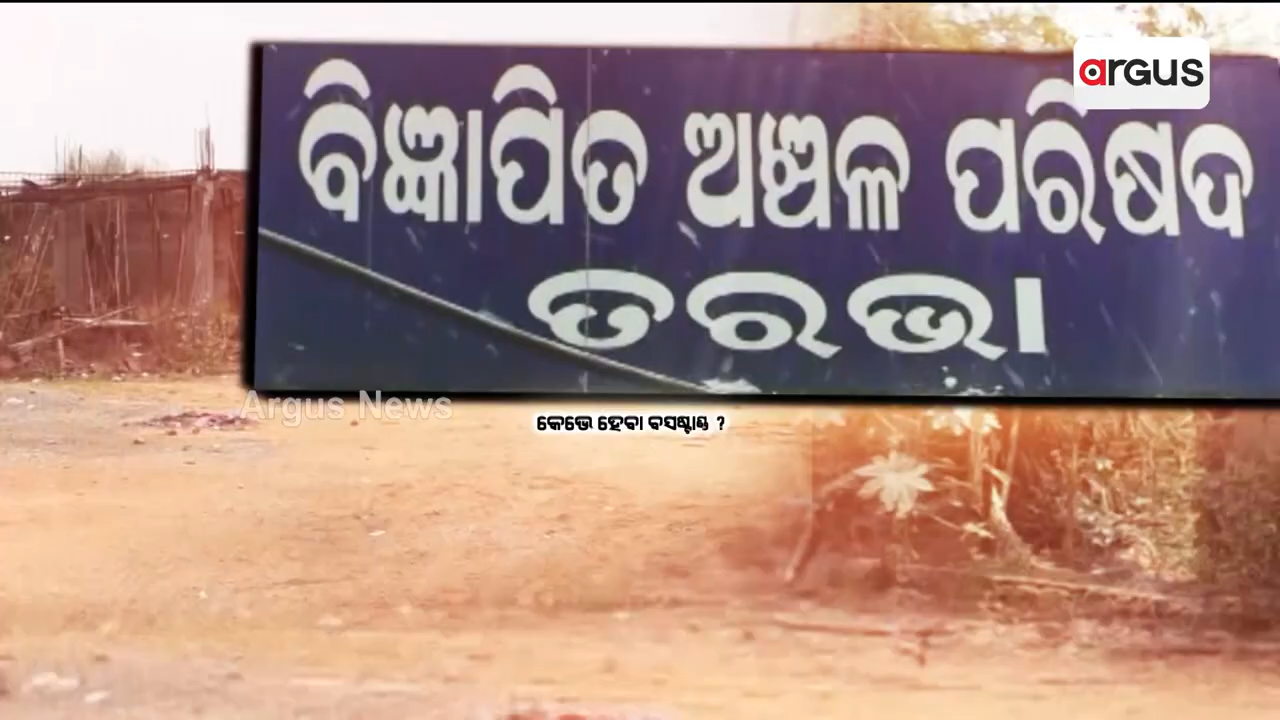 argus
ବିଜ୍ଞାପିତ ଅଞ୍ଚଳ ପରିଷଦ
ତରଭା
Argus News
କେଭେ ହେବା ବସଷ୍ଟାଣ୍ଡ ?